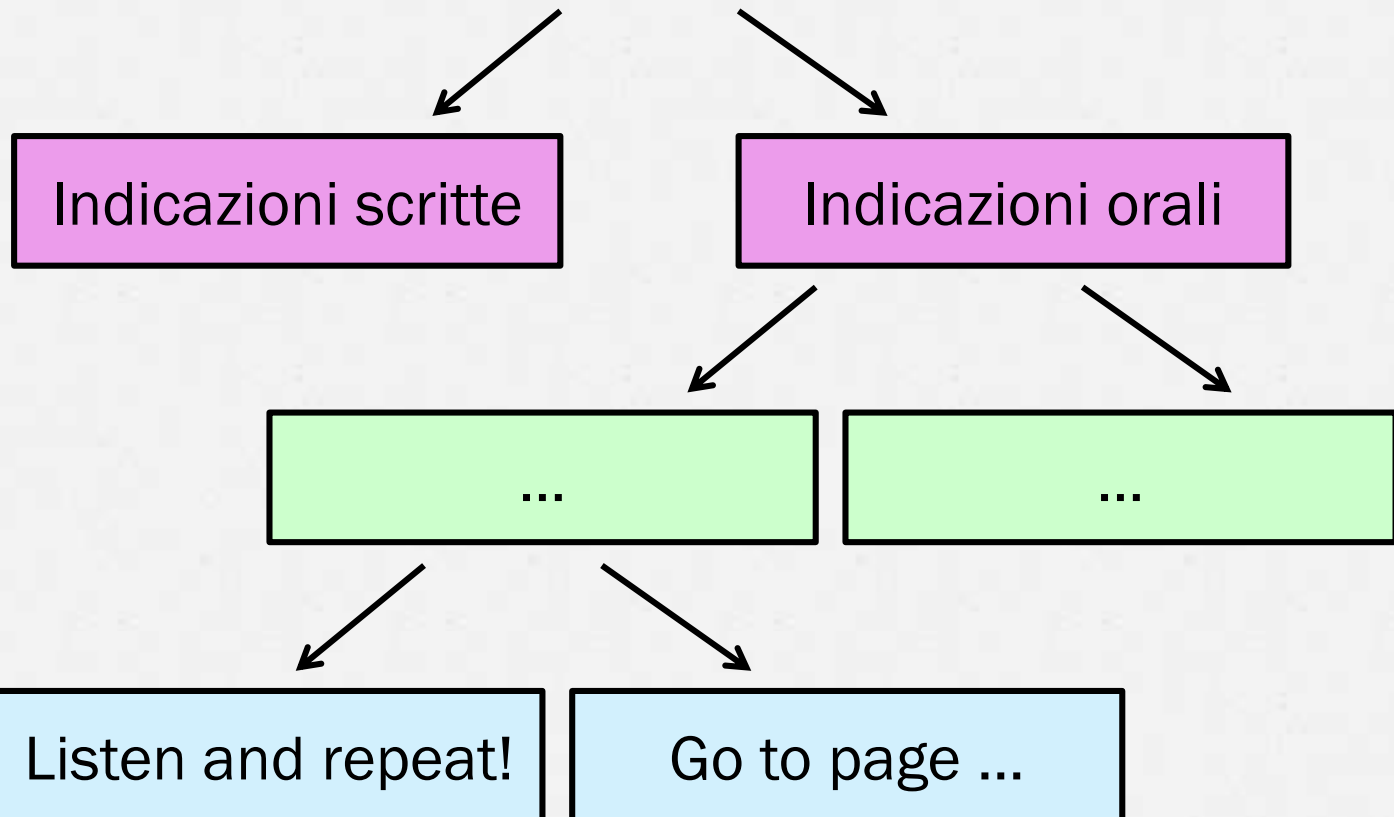 Indicazioni scritte
Indicazioni orali
...
...
Listen and repeat!
Go to page ...